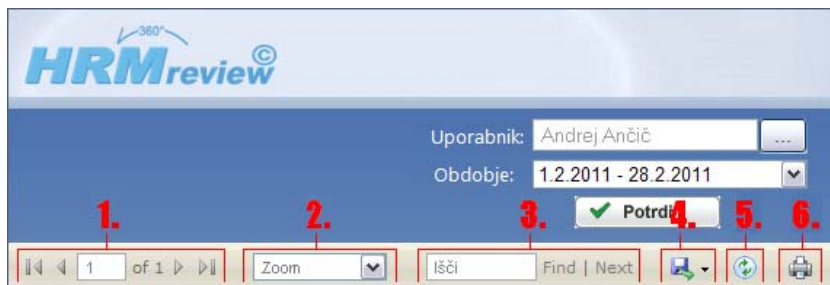 360°
HRMreview©
Uporabnik: Andrej Ančič ...
Obdobje: 1.2.2011 - 28.2.2011
Potrdi
1. 2. 3. 4. 5. 6.
1 of 1 Zoom Išči Find | Next